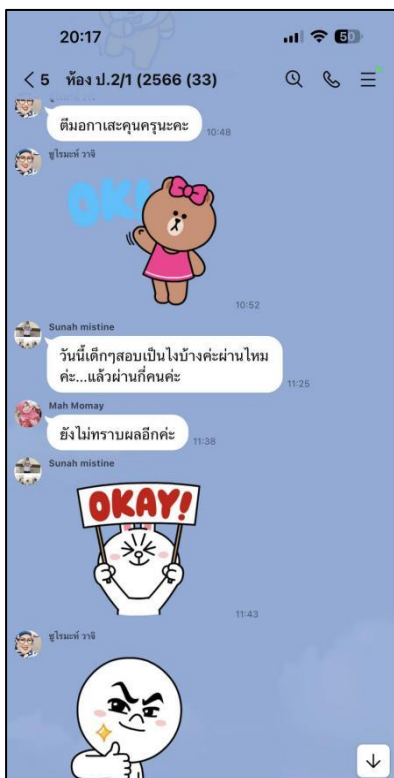 20:17
50
5 ห้อง ป.2/1 (2566 (33)
ตีมอกาเสะคุนครุนะคะ
10:48
ซูไรมะห์ วาจิ
OK!
10:52
Sunah mistine
วันนี้เด็กๆสอบเป็นไงบ้างค่ะผ่านไหม
ค่ะ...แล้วผ่านกี่คนค่ะ
11:25
Mah Momay
ยังไม่ทราบผลอีกค่ะ
11:38
Sunah mistine
OKAY!
11:43
ซูไรมะห์ วาจิ